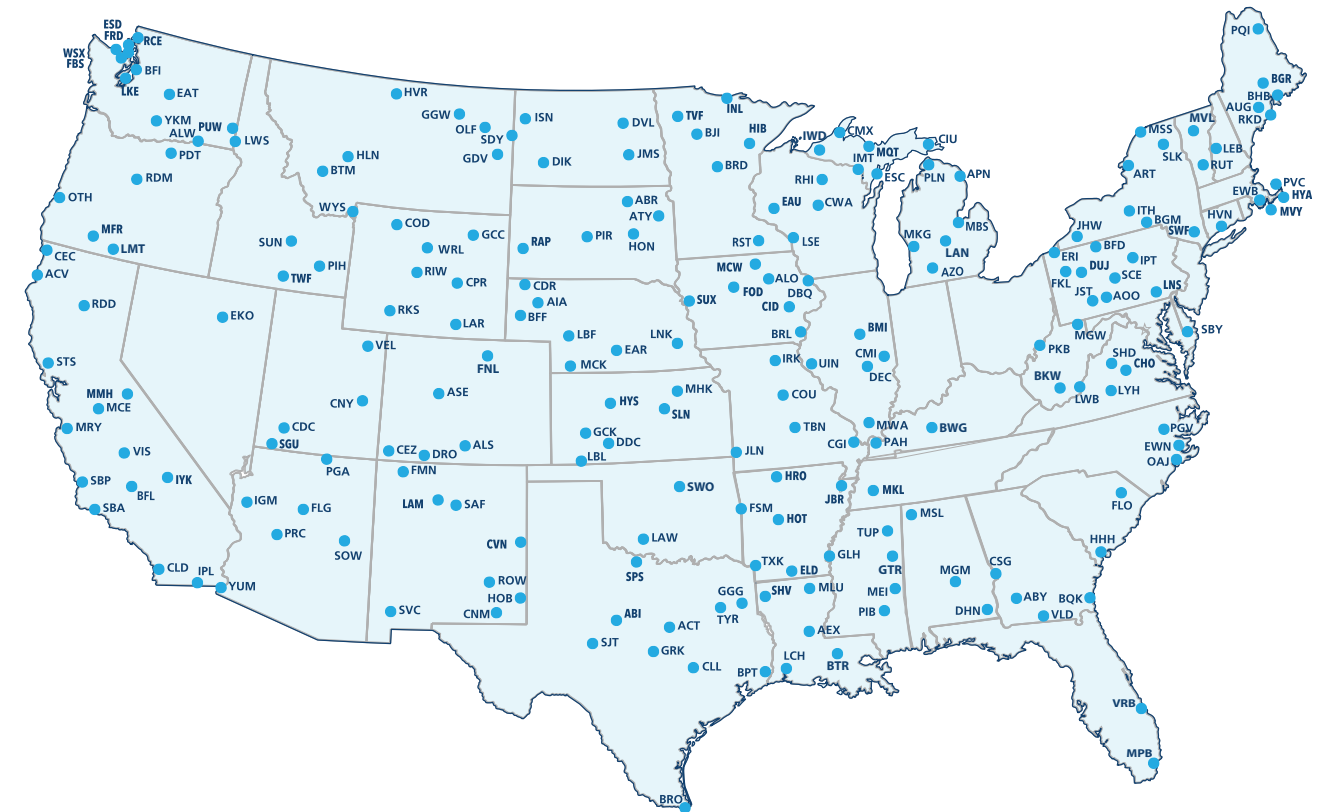 ESD
FRD
RCE
WSX
FBS
BFI
LKE
EAT
YKM
ALW
PUW
LWS
PDT
RDM
OTH
MFR
LMT
CEC
ACV
RDD
STS
MMH
MCE
MRY
VIS
SBP
BFL
IYK
SBA
CLD
IPL
YUM
HVR
GGW
OLF
SDY
GDV
HLN
BTM
WYS
SUN
PIH
TWF
EKO
COD
GCC
WRL
RIW
CPR
RKS
LAR
VEL
FNL
CNY
ASE
CDC
SGU
CEZ
DRO
ALS
PGA
FMN
IGM
FLG
PRC
SOW
LAM
SAF
CVN
ROW
HOB
CNM
SVC
ISN
DVL
DIK
JMS
ABR
ATY
RAP
PIR
HON
CDR
AIA
BFF
LBF
LNK
EAR
MCK
MHK
HYS
SLN
GCK
DDC
LBL
SWO
LAW
SPS
ABI
SJT
ACT
GRK
CLL
GGG
TYR
BPT
BRO
TVF
INL
BJI
HIB
BRD
RST
MCW
ALO
FOD
DBQ
CID
SUX
BRL
IRK
UIN
COU
TBN
CGI
JLN
HRO
JBR
FSM
HOT
TXK
ELD
SHV
MLU
AEX
LCH
BTR
IWD
CMX
MQT
IMT
ESC
CIU
RHI
EAU
CWA
LSE
PLN
APN
MKG
MBS
LAN
AZO
BMI
CMI
DEC
MWA
PAH
BWG
MKL
MSL
TUP
GLH
GTR
MEI
PIB
MGM
DHN
CSG
ABY
BQK
VLD
VRB
MPB
HHH
FLO
PGV
EWN
OAJ
PKB
MGW
SHD
CHO
BKW
LWB
LYH
SBY
ERI
BFD
IPT
FKL
DUJ
SCE
JST
AOO
LNS
JHW
ITH
BGM
SWF
HVN
ART
MSS
SLK
MVL
LEB
RUT
EWB
PVC
HYA
MVY
PQI
BGR
BHB
AUG
RKD